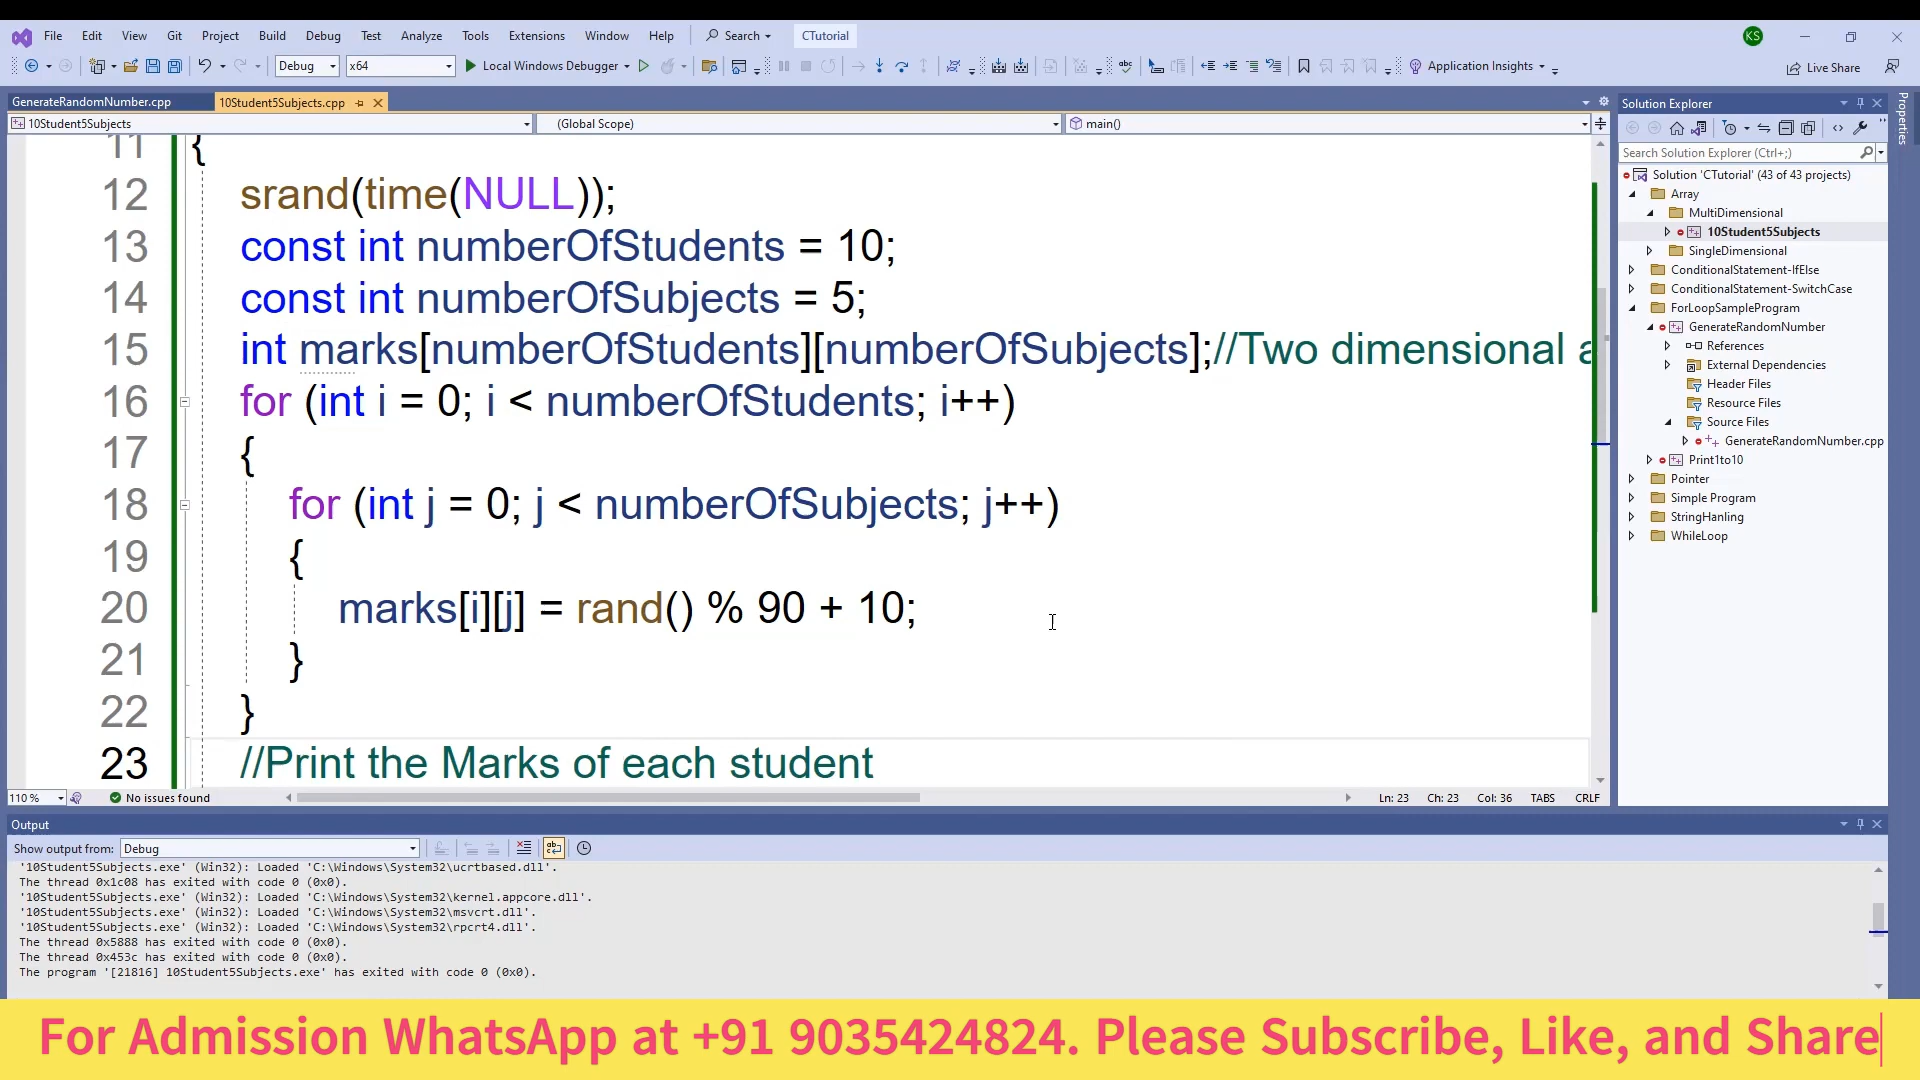 File Edit View Git Project Build Debug Test Analyze Tools Extensions Window Help Search CTutorial KS
Debug x64 Local Windows Debugger Application Insights Live Share
GenerateRandomNumber.cpp 10Student5Subjects.cpp
10Student5Subjects (Global Scope) main()
11 {
12 srand(time(NULL));
13 const int numberOfStudents = 10;
14 const int numberOfSubjects = 5;
15 int marks[numberOfStudents][numberOfSubjects];//Two dimensional a
16 for (int i = 0; i < numberOfStudents; i++)
17 {
18 for (int j = 0; j < numberOfSubjects; j++)
19 {
20 marks[i][j] = rand() % 90 + 10;
21 }
22 }
23 //Print the Marks of each student
110 % No issues found Ln: 23 Ch: 23 Col: 36 TABS CRLF
Solution Explorer
Search Solution Explorer (Ctrl+;)
Solution 'CTutorial' (43 of 43 projects)
Array
MultiDimensional
10Student5Subjects
SingleDimensional
ConditionalStatement-IfElse
ConditionalStatement-SwitchCase
ForLoopSampleProgram
GenerateRandomNumber
References
External Dependencies
Header Files
Resource Files
Source Files
GenerateRandomNumber.cpp
Print1to10
Pointer
Simple Program
StringHanling
WhileLoop
Properties
Output
Show output from: Debug
'10Student5Subjects.exe' (Win32): Loaded 'C:\Windows\System32\ucrtbased.dll'.
The thread 0x1c08 has exited with code 0 (0x0).
'10Student5Subjects.exe' (Win32): Loaded 'C:\Windows\System32\kernel.appcore.dll'.
'10Student5Subjects.exe' (Win32): Loaded 'C:\Windows\System32\msvcrt.dll'.
'10Student5Subjects.exe' (Win32): Loaded 'C:\Windows\System32\rpcrt4.dll'.
The thread 0x5888 has exited with code 0 (0x0).
The thread 0x453c has exited with code 0 (0x0).
The program '[21816] 10Student5Subjects.exe' has exited with code 0 (0x0).
For Admission WhatsApp at +91 9035424824. Please Subscribe, Like, and Share